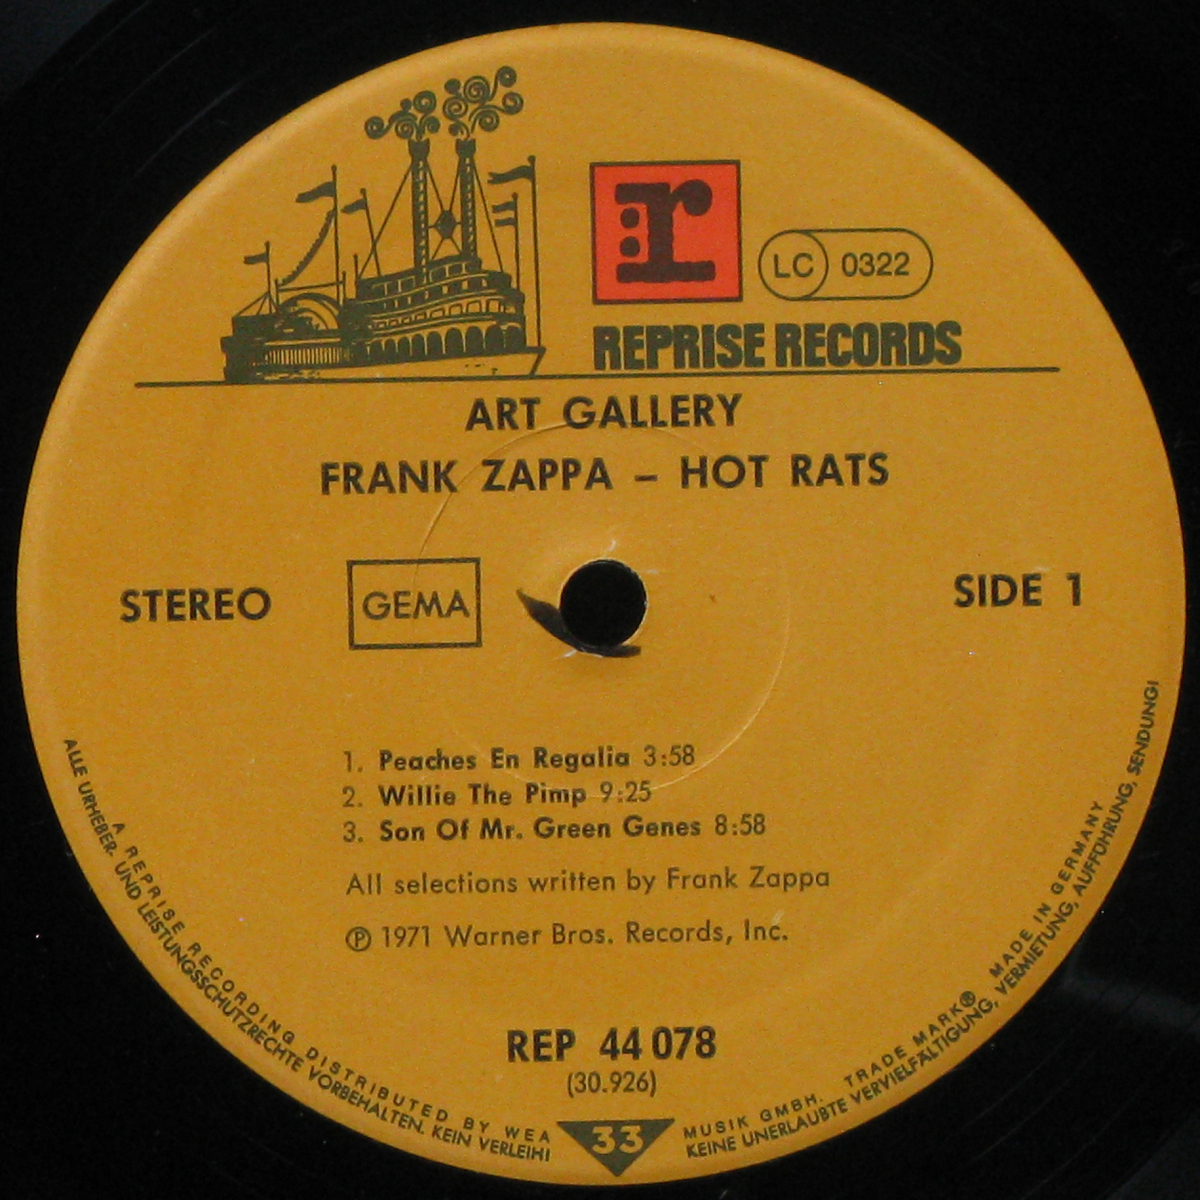 r
LC 0322
REPRISE RECORDS
ART GALLERY
FRANK ZAPPA – HOT RATS
STEREO
GEMA
SIDE 1
1. Peaches En Regalia 3:58
2. Willie The Pimp 9:25
3. Son Of Mr. Green Genes 8:58
All selections written by Frank Zappa
Ⓟ 1971 Warner Bros. Records, Inc.
REP 44 078
(30.926)
33
A REPRISE RECORDING DISTRIBUTED BY WEA MUSIK GMBH. TRADE MARK® MADE IN GERMANY
ALLE URHEBER- UND LEISTUNGSSCHUTZRECHTE VORBEHALTEN. KEIN VERLEIH! KEINE UNERLAUBTE VERVIELFÄLTIGUNG, VERMIETUNG, AUFFÜHRUNG, SENDUNG!